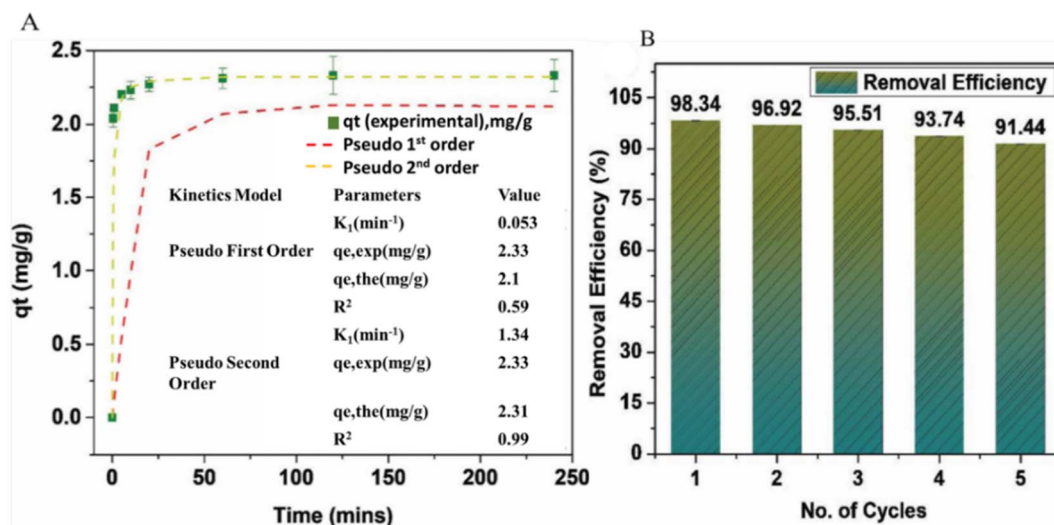 A
qt (mg/g)
2.5
2.0
1.5
1.0
0.5
0.0
qt (experimental),mg/g
Pseudo 1st order
Pseudo 2nd order
Kinetics Model Parameters Value
K1(min-1) 0.053
Pseudo First Order qe,exp(mg/g) 2.33
qe,the(mg/g) 2.1
R2 0.59
K1(min-1) 1.34
Pseudo Second qe,exp(mg/g) 2.33
Order
qe,the(mg/g) 2.31
R2 0.99
0 50 100 150 200 250
Time (mins)
B
Removal Efficiency (%)
105
90
75
60
45
30
15
0
Removal Efficiency
98.34 96.92 95.51 93.74 91.44
1 2 3 4 5
No. of Cycles